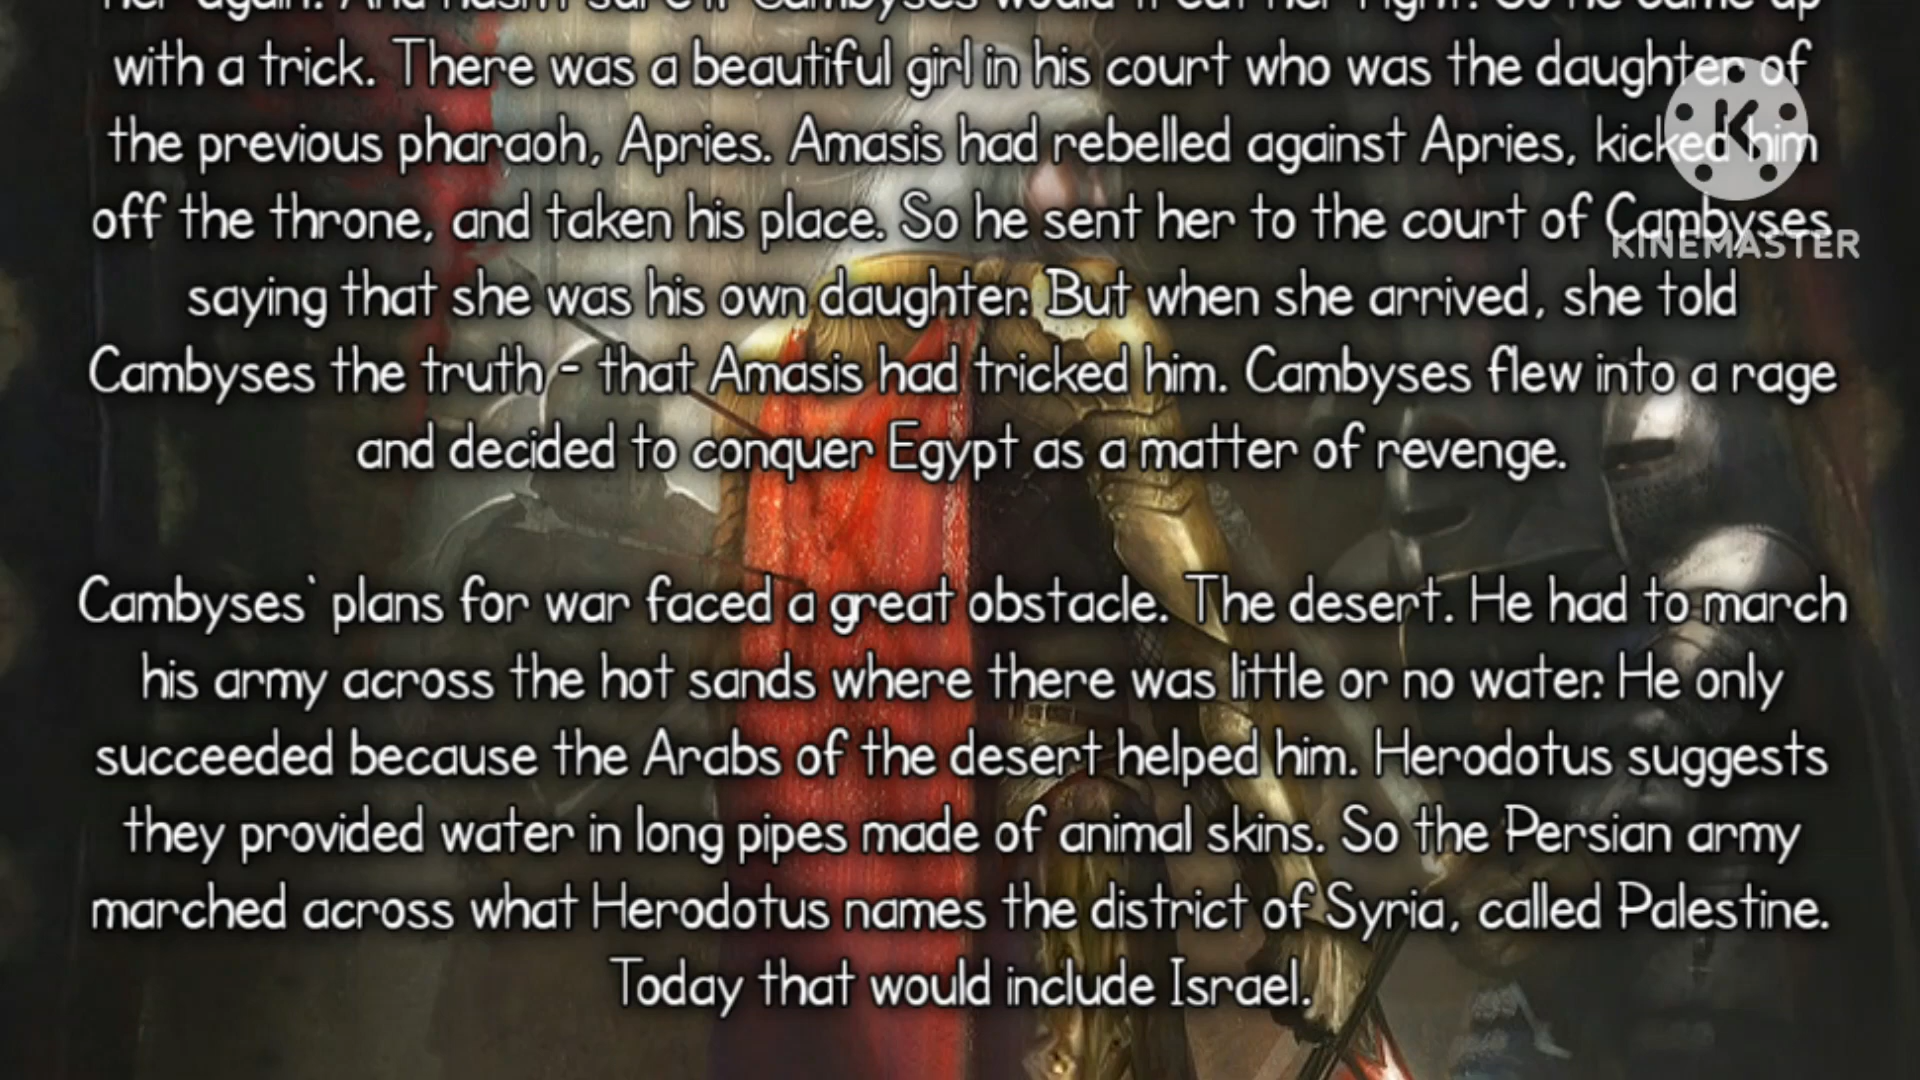 with a trick. There was a beautiful girl in his court who was the daughter of
the previous pharaoh, Apries. Amasis had rebelled against Apries, kicked him
off the throne, and taken his place. So he sent her to the court of Cambyses
saying that she was his own daughter. But when she arrived, she told
Cambyses the truth - that Amasis had tricked him. Cambyses flew into a rage
and decided to conquer Egypt as a matter of revenge.
Cambyses` plans for war faced a great obstacle. The desert. He had to march
his army across the hot sands where there was little or no water. He only
succeeded because the Arabs of the desert helped him. Herodotus suggests
they provided water in long pipes made of animal skins. So the Persian army
marched across what Herodotus names the district of Syria, called Palestine.
Today that would include Israel.
K
KINEMASTER